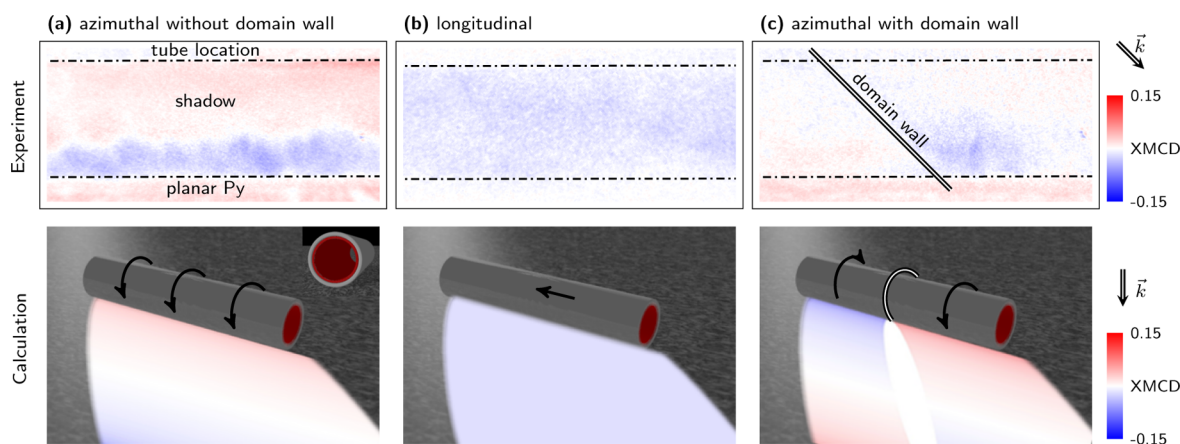 (a) azimuthal without domain wall
(b) longitudinal
(c) azimuthal with domain wall
Experiment
tube location
shadow
planar Py
domain wall
k⃗
0.15
XMCD
-0.15
Calculation
k⃗
0.15
XMCD
-0.15